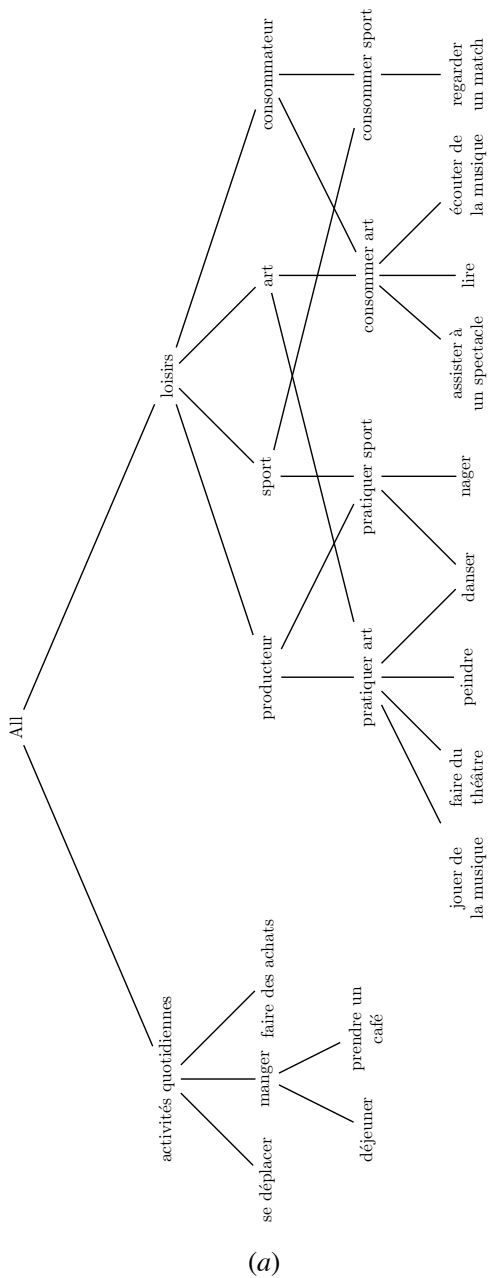 All
activités quotidiennes
loisirs
se déplacer
manger
faire des achats
producteur
sport
art
consommateur
déjeuner
prendre un
café
pratiquer art
pratiquer sport
consommer art
consommer sport
jouer de
la musique
faire du
théâtre
peindre
danser
nager
assister à
un spectacle
lire
écouter de
la musique
regarder
un match
(a)